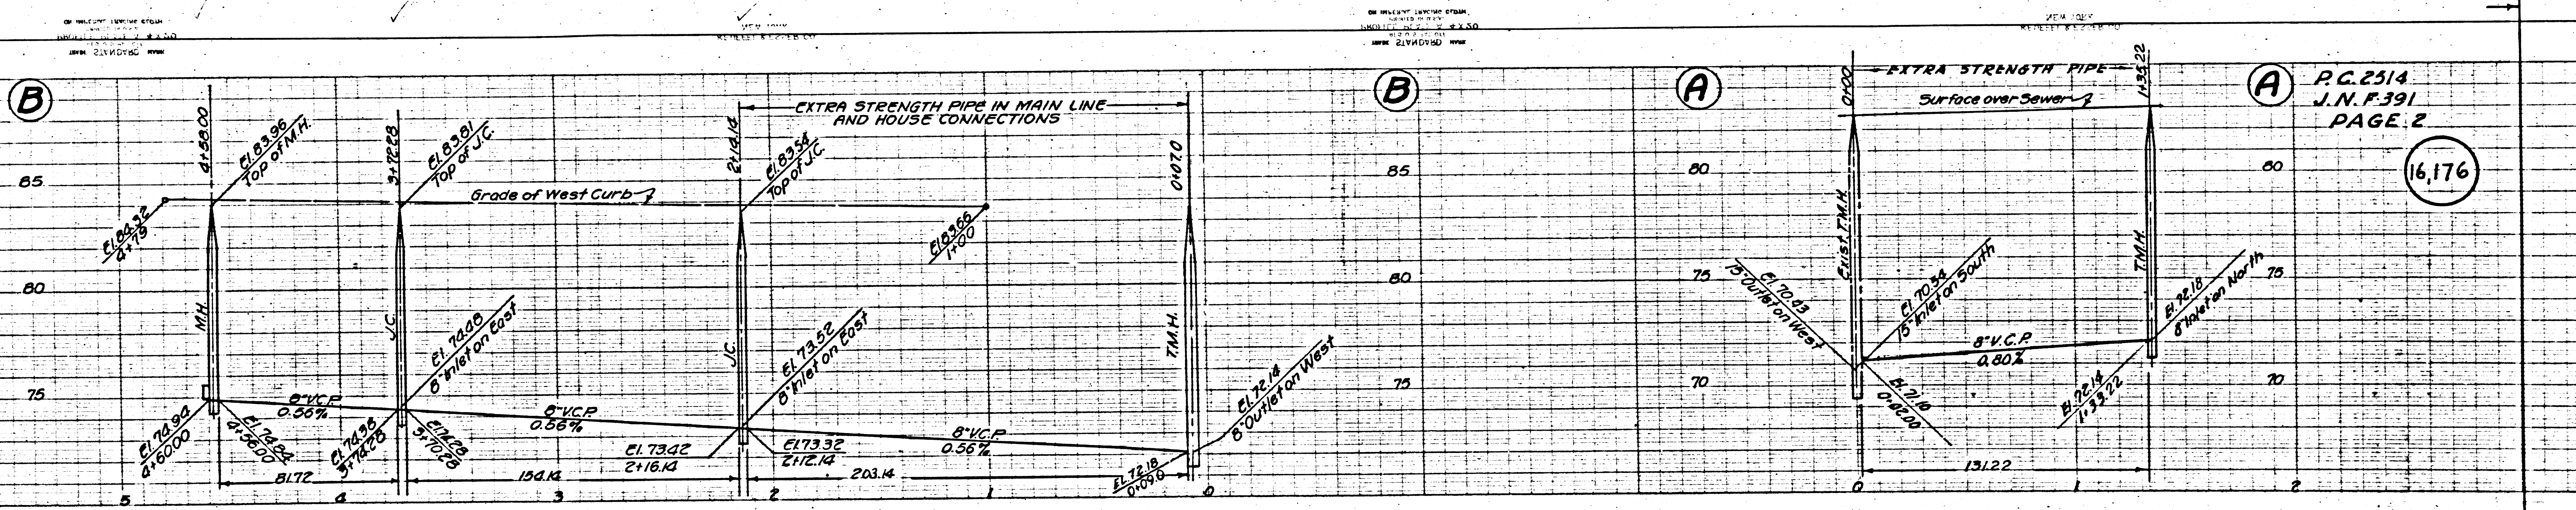 B
4+58.00
El. 83.96
Top of M.H.
3+72.28
El. 83.81
Top of J.C.
2+14.14
EXTRA STRENGTH PIPE IN MAIN LINE
AND HOUSE CONNECTIONS
El. 83.54
Top of J.C.
0+07.0
B
A
0+00
EXTRA STRENGTH PIPE
1+35.22
Surface over Sewer
A
P.C. 2514
J.N. F-391
PAGE 2
16,176
85
Grade of West Curb
85
80
80
El. 84.32
4+79
El. 83.66
1+00
80
80
75
75
M.H.
J.C.
J.C.
T.M.H.
Exist. T.M.H.
T.M.H.
El. 74.48
8" Inlet on East
El. 73.52
8" Inlet on East
El. 72.14
8" Outlet on West
El. 70.43
15" Outlet on West
El. 70.34
15" Inlet on South
El. 72.18
8" Inlet on North
75
75
70
70
8" V.C.P.
0.56%
8" V.C.P.
0.56%
8" V.C.P.
0.56%
8" V.C.P.
0.80%
El. 74.94
4+60.00
El. 74.84
4+56.00
El. 74.38
3+74.28
El. 74.28
3+70.28
El. 73.42
2+16.14
El. 73.32
2+12.14
El. 72.18
0+09.0
El. 71.10
0+02.00
El. 72.14
1+33.22
81.72
154.14
203.14
131.22
5
4
3
2
1
0
0
1
2